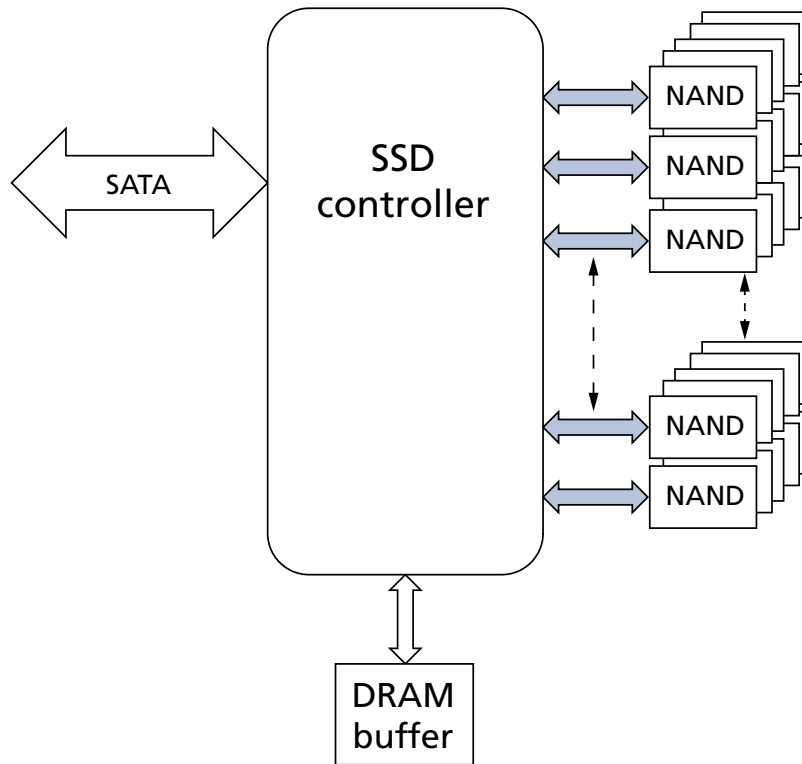 SATA
SSD
controller
NAND
NAND
NAND
NAND
NAND
DRAM
buffer